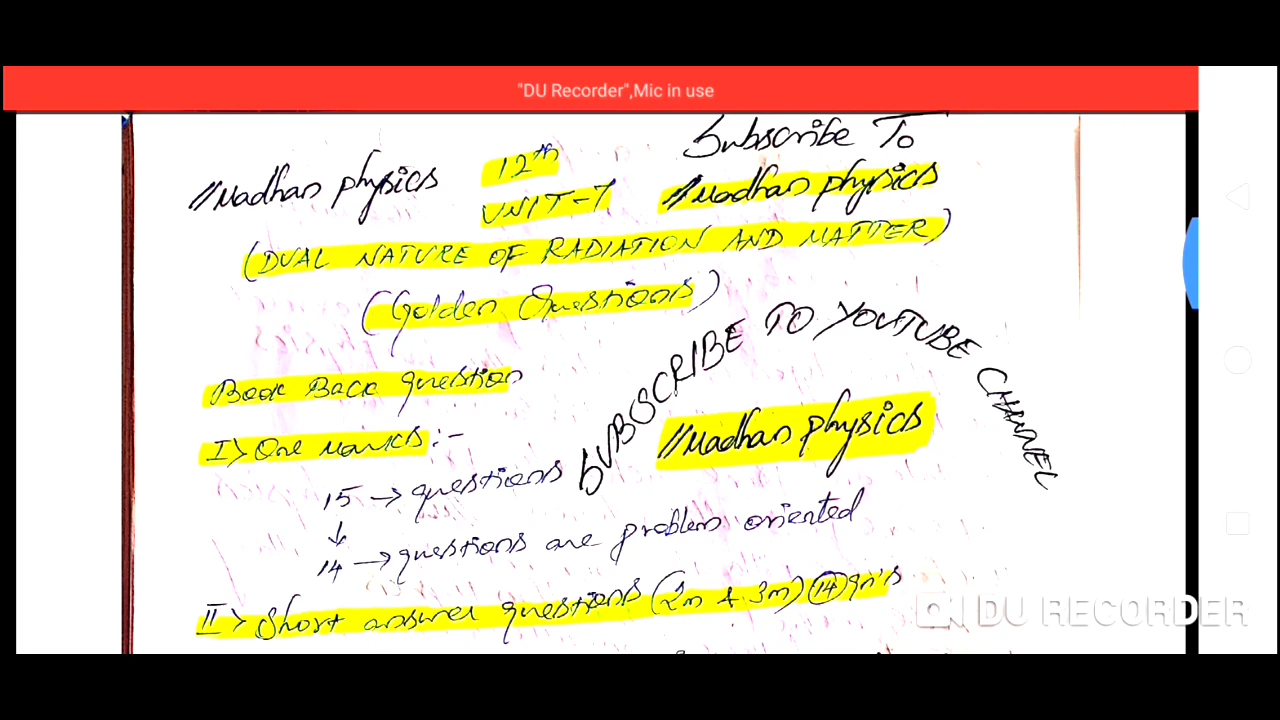 "DU Recorder",Mic in use
Subscribe To
Madhan physics 12th Madhan physics
UNIT-7
(DUAL NATURE OF RADIATION AND MATTER)
(Golden Questions)
SUBSCRIBE TO YOUTUBE CHANNEL
Book Back question
Madhan physics
I> One marks :-
15 → questions
↓
14 → questions are problem oriented
II> Short answer questions (2m & 3m) 14 qn's
DU RECORDER